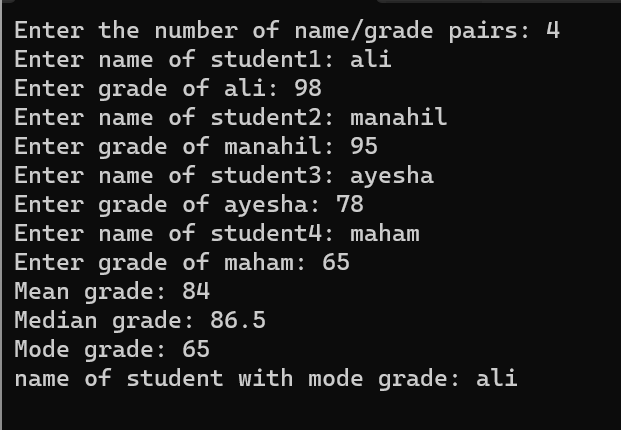 Enter the number of name/grade pairs: 4
Enter name of student1: ali
Enter grade of ali: 98
Enter name of student2: manahil
Enter grade of manahil: 95
Enter name of student3: ayesha
Enter grade of ayesha: 78
Enter name of student4: maham
Enter grade of maham: 65
Mean grade: 84
Median grade: 86.5
Mode grade: 65
name of student with mode grade: ali